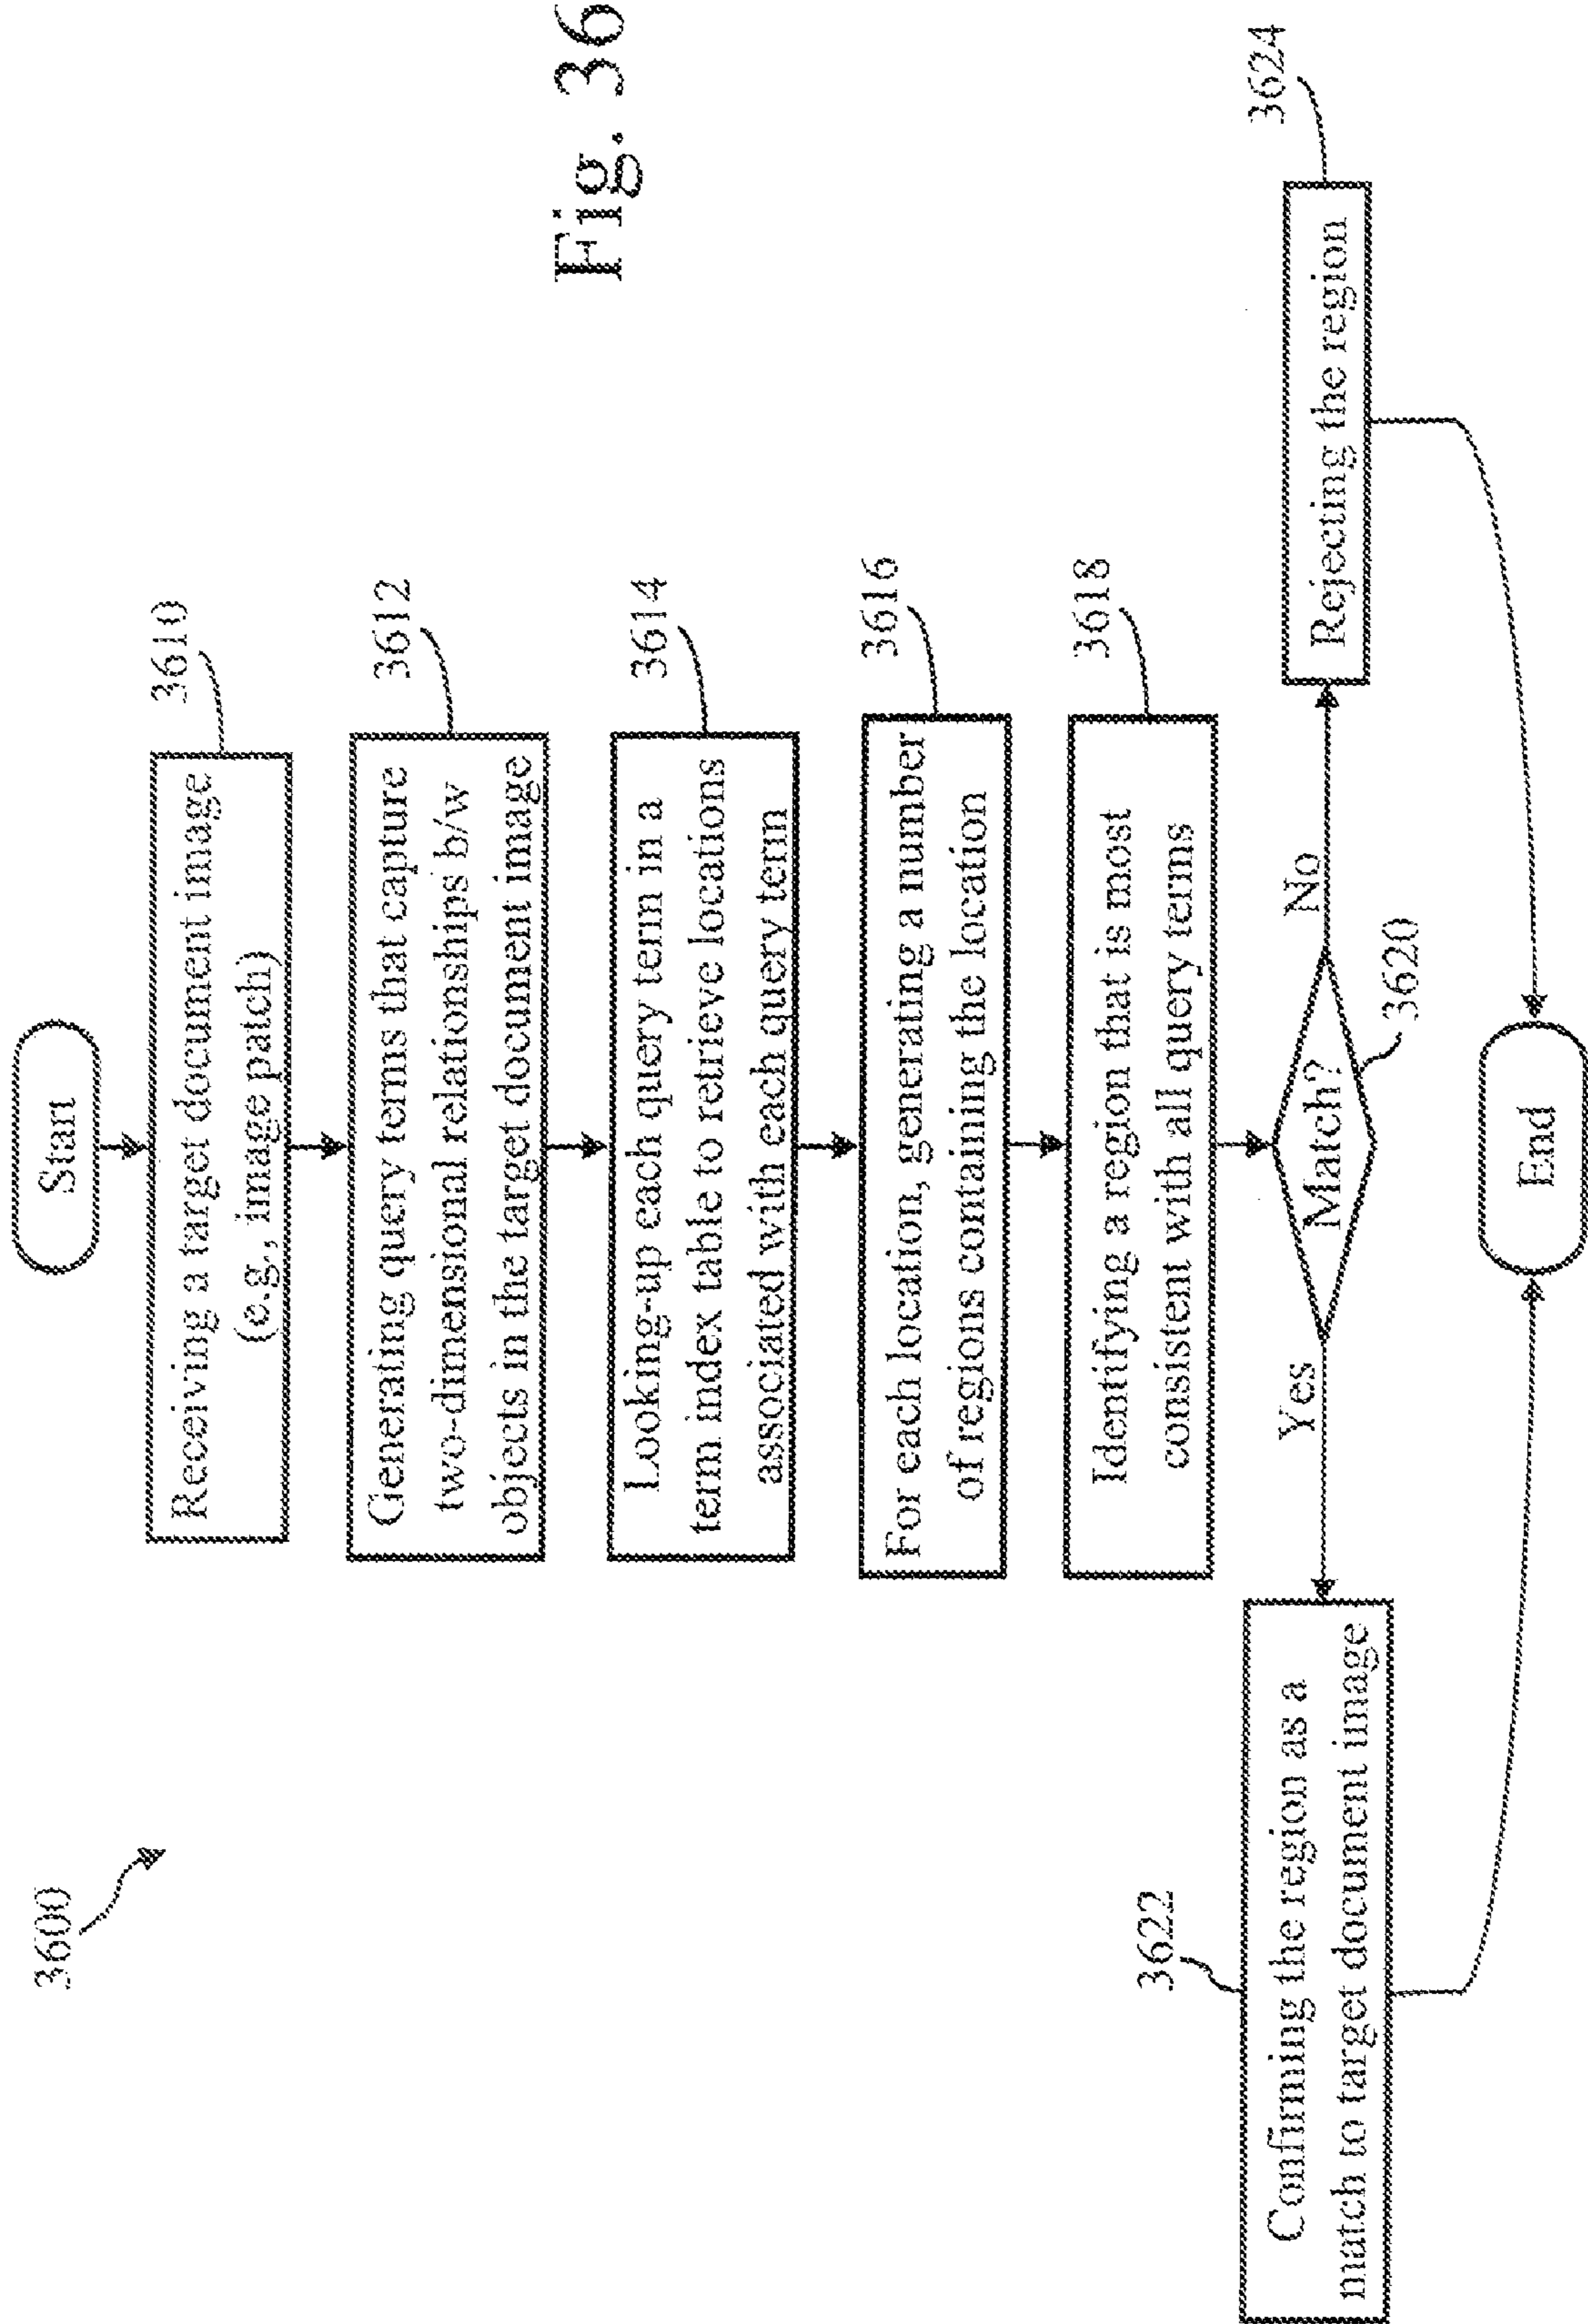 3600
Start
3610
Receiving a target document image
(e.g., image patch)
3612
Generating query terms that capture
two-dimensional relationships b/w
objects in the target document image
3614
Looking-up each query term in a
term index table to retrieve locations
associated with each query term
3616
For each location, generating a number
of regions containing the location
3618
Identifying a region that is most
consistent with all query terms
Match?
3620
Yes
No
3622
Confirming the region as a
match to target document image
3624
Rejecting the region
End
Fig. 36